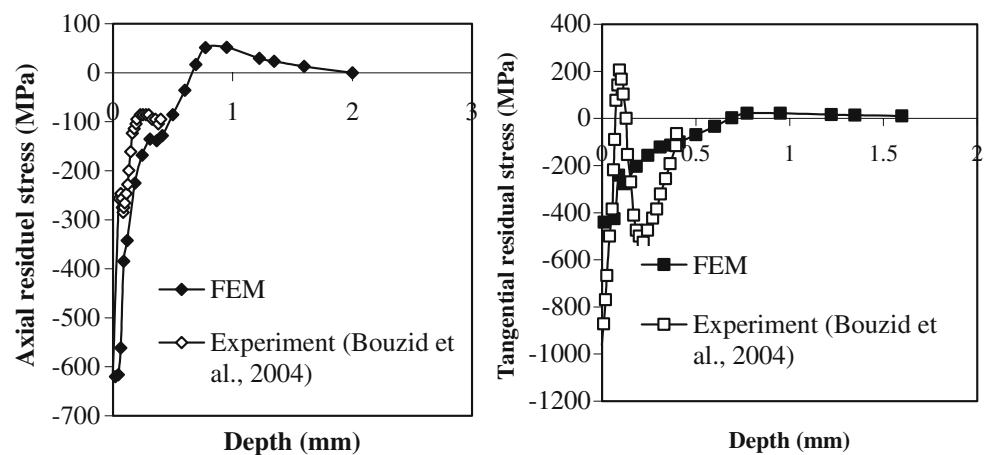 100
0
-100
-200
-300
-400
-500
-600
-700
0
1
2
3
Axial residuel stress (MPa)
Depth (mm)
FEM
Experiment (Bouzid et
al., 2004)
400
200
0
-200
-400
-600
-800
-1000
-1200
0
0.5
1
1.5
2
Tangential residual stress (MPa)
Depth (mm)
FEM
Experiment (Bouzid et
al., 2004)